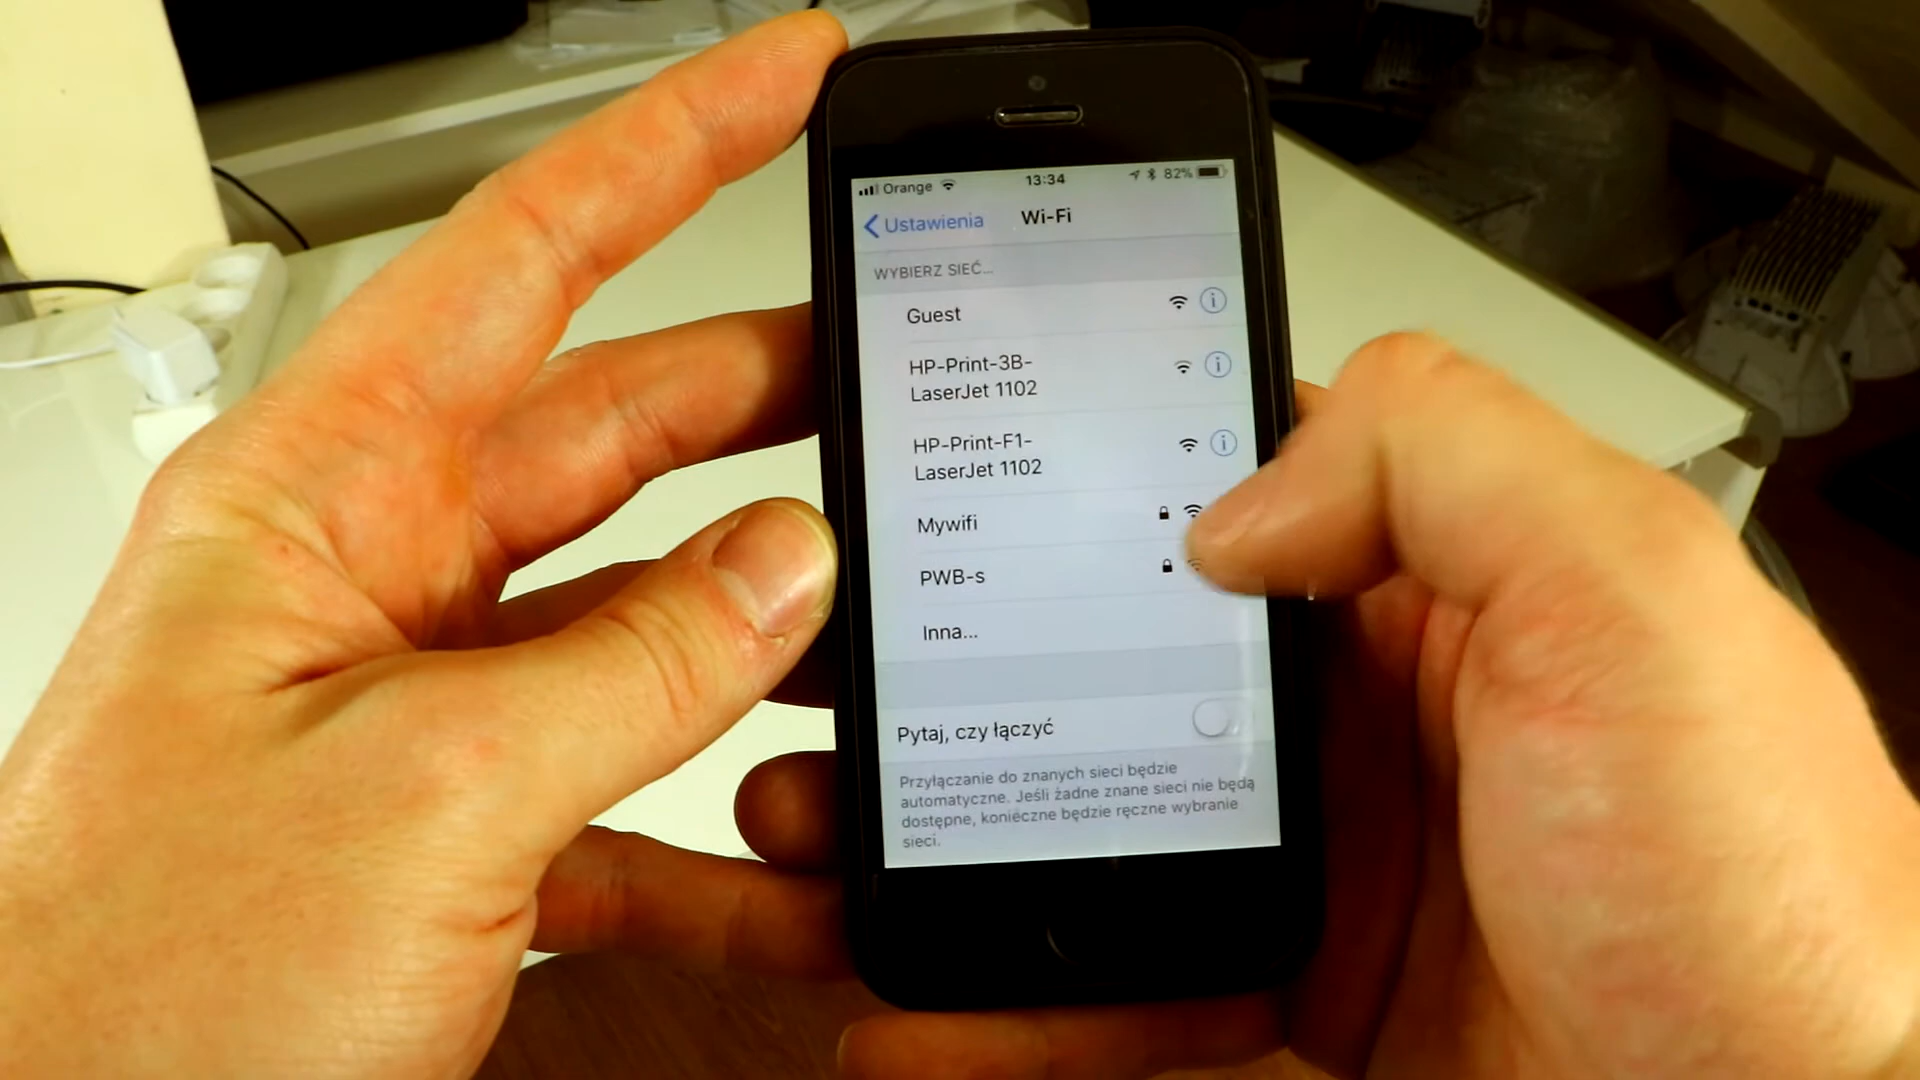 Orange 13:34 82%
Ustawienia Wi-Fi
WYBIERZ SIEĆ...
Guest
HP-Print-3B-
LaserJet 1102
HP-Print-F1-
LaserJet 1102
Mywifi
PWB-s
Inna...
Pytaj, czy łączyć
Przyłączanie do znanych sieci będzie
automatyczne. Jeśli żadne znane sieci nie będą
dostępne, konieczne będzie ręczne wybranie
sieci.